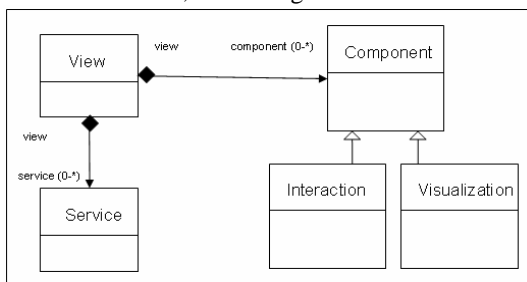 view
component (0-*)
View
Component
view
service (0-*)
Service
Interaction
Visualization